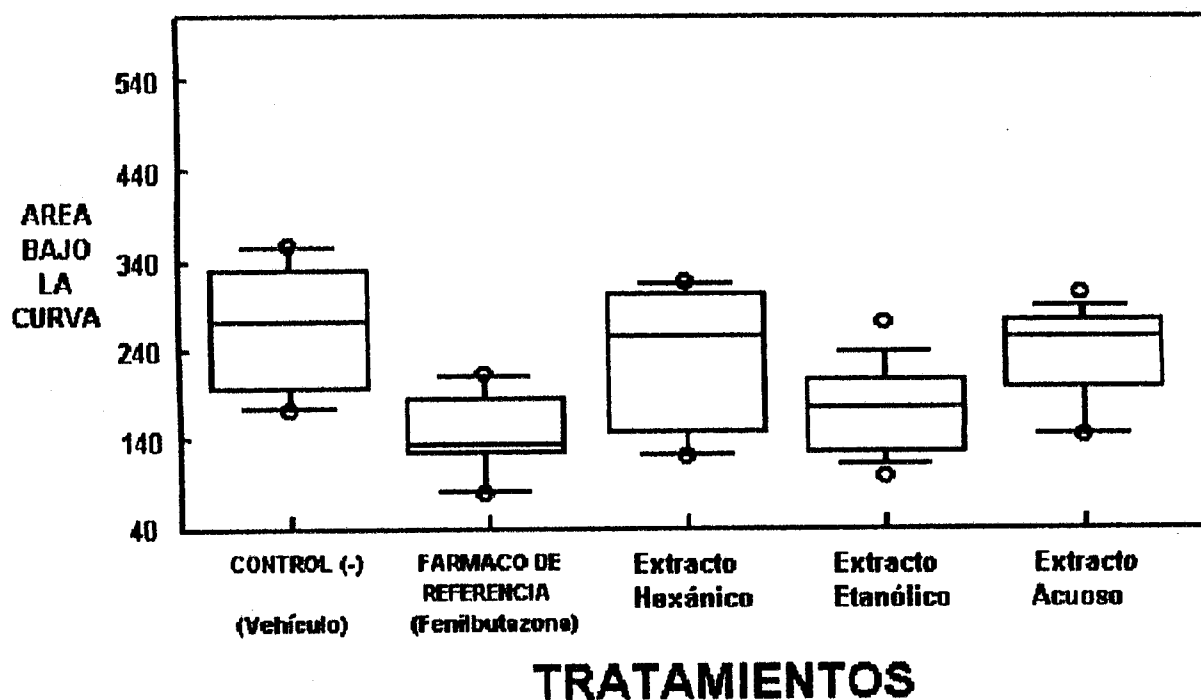 540
440
340
240
140
40
AREA
BAJO
LA
CURVA
CONTROL (-)
(Vehículo)
FARMACO DE
REFERENCIA
(Fenilbutazona)
Extracto
Hexánico
Extracto
Etanólico
Extracto
Acuoso
TRATAMIENTOS